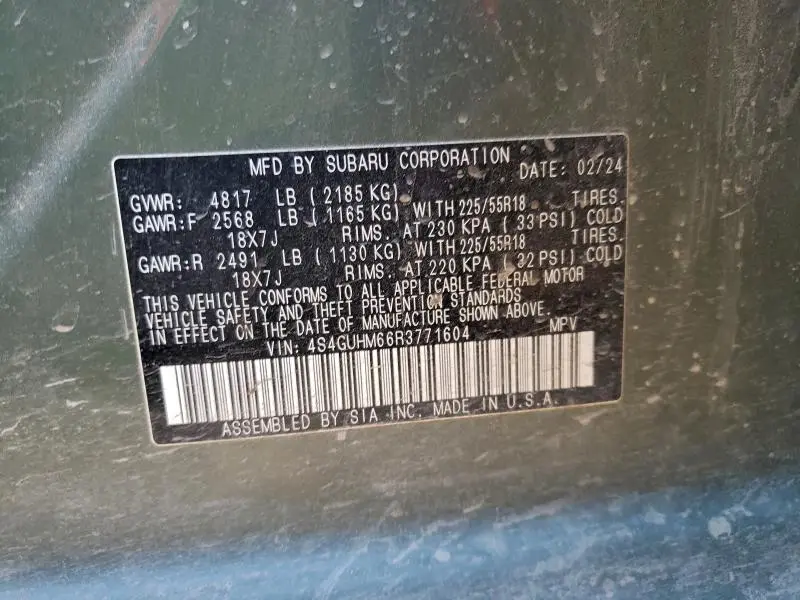 MFD BY SUBARU CORPORATION DATE: 02/24
GVWR: 4817 LB (2185 KG)
GAWR:F 2568 LB (1165 KG) WITH 225/55R18 TIRES.
18X7J RIMS. AT 230 KPA (33 PSI) COLD
GAWR:R 2491 LB (1130 KG) WITH 225/55R18 TIRES.
18X7J RIMS. AT 220 KPA (32 PSI) COLD
THIS VEHICLE CONFORMS TO ALL APPLICABLE FEDERAL MOTOR
VEHICLE SAFETY AND THEFT PREVENTION STANDARDS
IN EFFECT ON THE DATE OF MANUFACTURE SHOWN ABOVE.
VIN: 4S4GUHM66R3771604 MPV
ASSEMBLED BY SIA INC. MADE IN U.S.A.